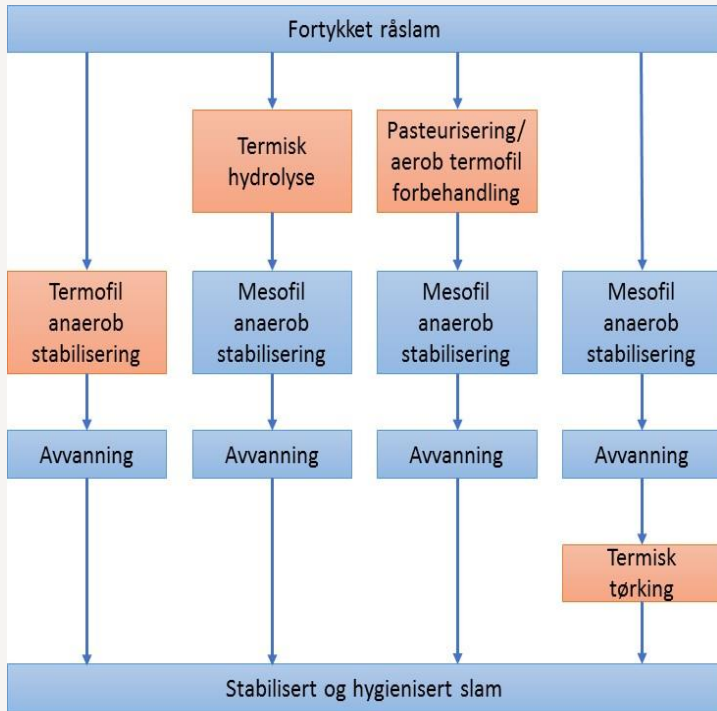 Fortykket råslam
Termisk
hydrolyse
Pasteurisering/
aerob termofil
forbehandling
Termofil
anaerob
stabilisering
Mesofil
anaerob
stabilisering
Mesofil
anaerob
stabilisering
Mesofil
anaerob
stabilisering
Avvanning
Avvanning
Avvanning
Avvanning
Termisk
tørking
Stabilisert og hygienisert slam